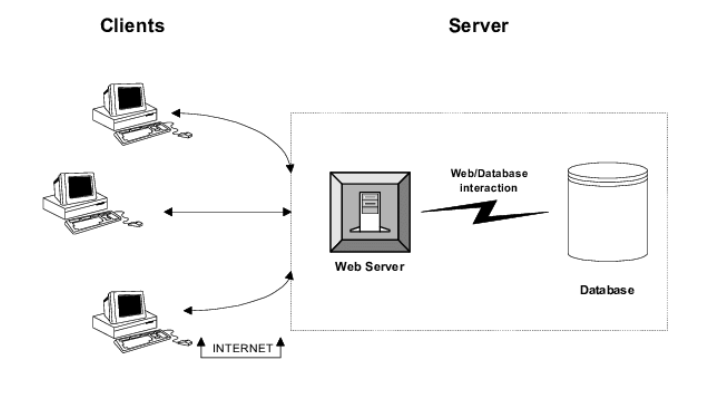 Clients
Server
Web/Database
interaction
Web Server
Database
INTERNET